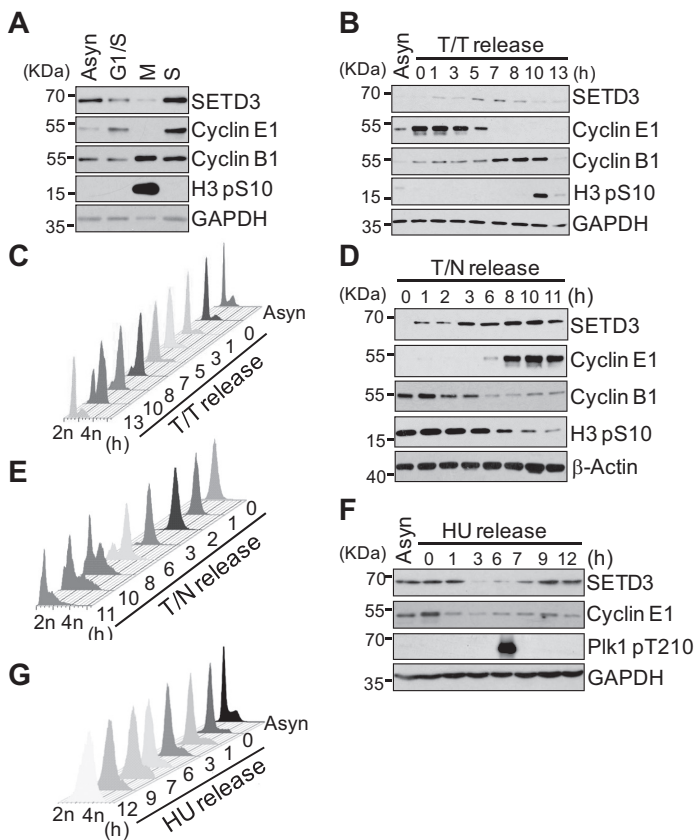 A
Asyn G1/S M S
(KDa)
70 SETD3
55 Cyclin E1
55 Cyclin B1
15 H3 pS10
35 GAPDH
B
T/T release
(KDa) Asyn 0 1 3 5 7 8 10 13 (h)
70 SETD3
55 Cyclin E1
55 Cyclin B1
15 H3 pS10
35 GAPDH
C
Asyn
0 1 3 5 7 8 10 13 (h)
2n 4n
T/T release
D
T/N release
(KDa) 0 1 2 3 6 8 10 11 (h)
70 SETD3
55 Cyclin E1
55 Cyclin B1
15 H3 pS10
40 β-Actin
E
0 1 2 3 6 8 10 11 (h)
2n 4n
T/N release
F
HU release
(KDa) Asyn 0 1 3 6 7 9 12 (h)
70 SETD3
55 Cyclin E1
70 Plk1 pT210
35 GAPDH
G
Asyn
0 1 3 6 7 9 12 (h)
2n 4n
HU release